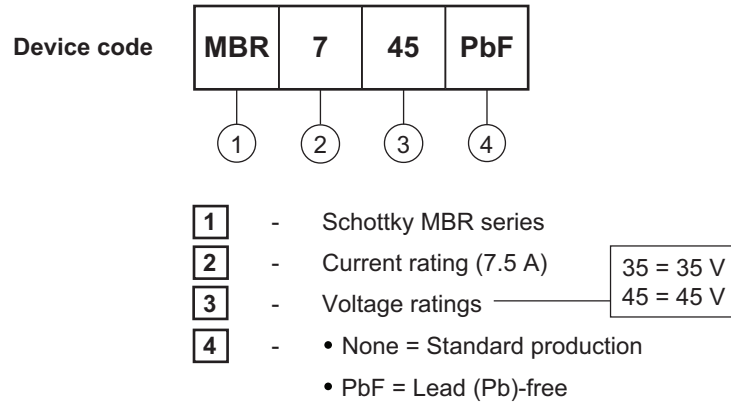 Device code MBR 7 45 PbF
1 2 3 4
1 - Schottky MBR series
2 - Current rating (7.5 A)
35 = 35 V
3 - Voltage ratings
45 = 45 V
4 - • None = Standard production
• PbF = Lead (Pb)-free